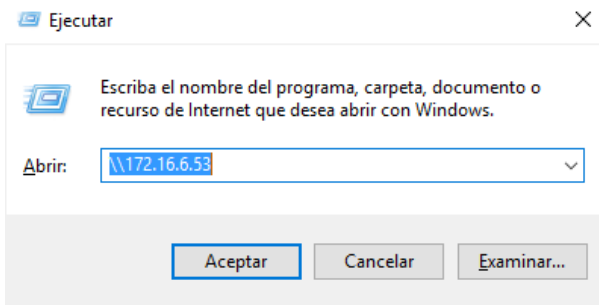 Ejecutar
Escriba el nombre del programa, carpeta, documento o
recurso de Internet que desea abrir con Windows.
Abrir:
\\172.16.6.53
Aceptar
Cancelar
Examinar...